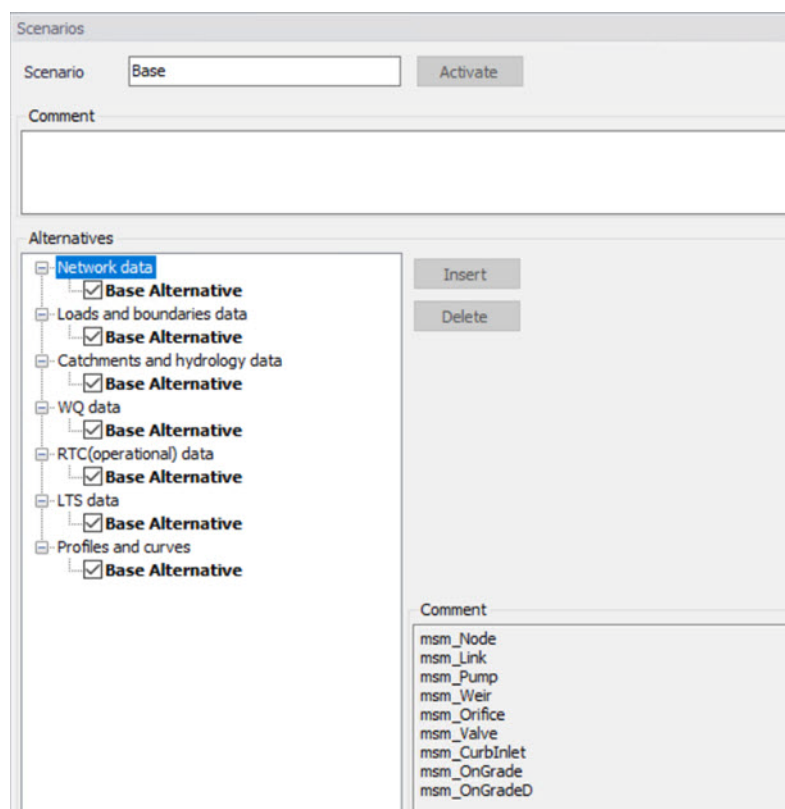 Scenarios
Scenario Base Activate
Comment
Alternatives
Network data
Base Alternative
Loads and boundaries data
Base Alternative
Catchments and hydrology data
Base Alternative
WQ data
Base Alternative
RTC(operational) data
Base Alternative
LTS data
Base Alternative
Profiles and curves
Base Alternative
Insert
Delete
Comment
msm_Node
msm_Link
msm_Pump
msm_Weir
msm_Orifice
msm_Valve
msm_CurbInlet
msm_OnGrade
msm_OnGradeD